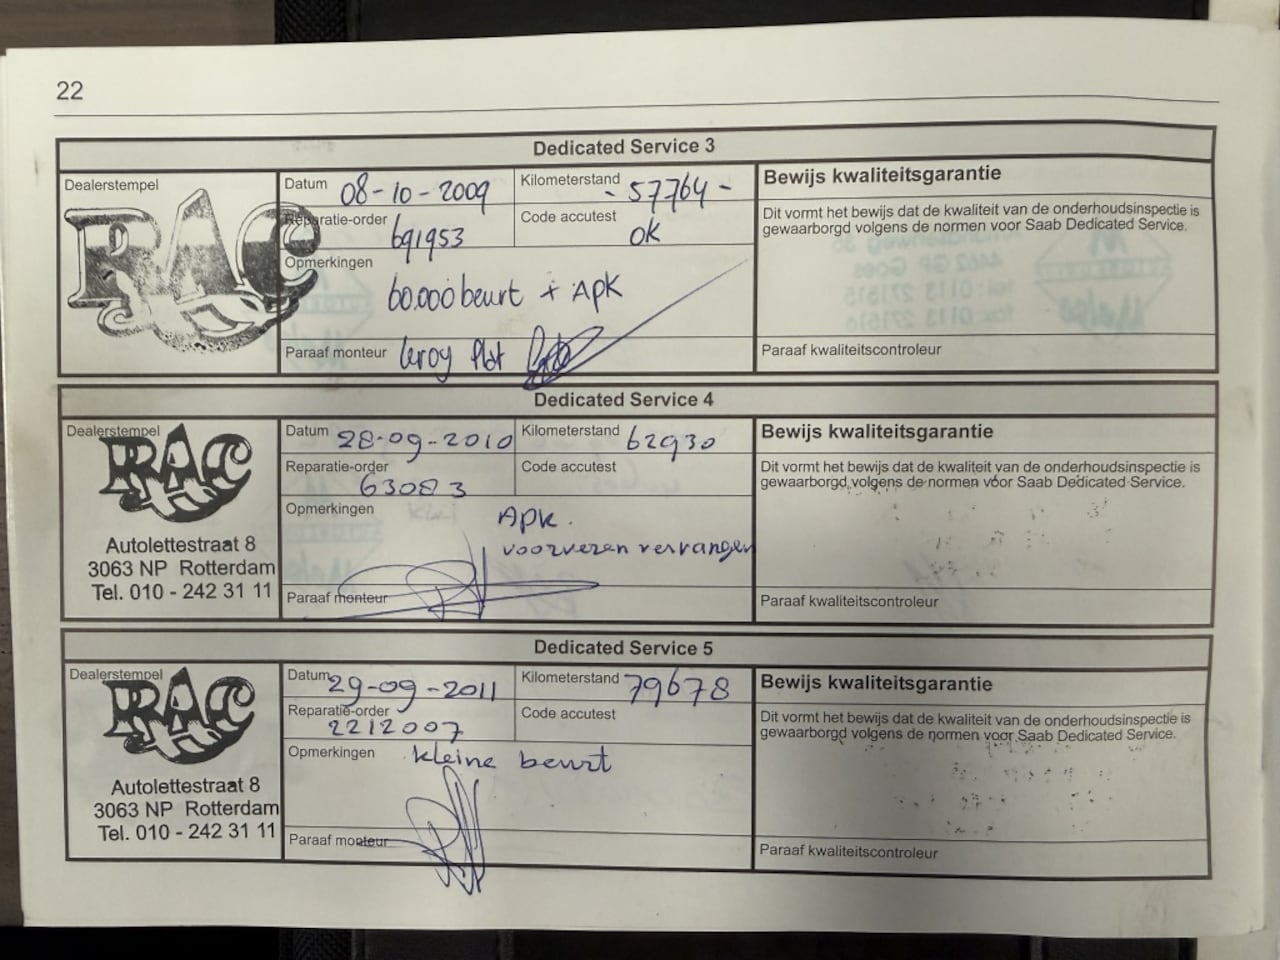 22
Dedicated Service 3
Dealerstempel
RAC
Datum 08-10-2009
Kilometerstand - 57764 -
Reparatie-order 691953
Code accutest OK
Opmerkingen
60.000 beurt + APK
Paraaf monteur Leroy
Bewijs kwaliteitsgarantie
Dit vormt het bewijs dat de kwaliteit van de onderhoudsinspectie is
gewaarborgd volgens de normen voor Saab Dedicated Service.
Paraaf kwaliteitscontroleur
Dedicated Service 4
Dealerstempel
RAC
Autolettestraat 8
3063 NP Rotterdam
Tel. 010 - 242 31 11
Datum 28-09-2010
Kilometerstand 62930
Reparatie-order 63083
Code accutest
Opmerkingen
APK.
voorveren vervangen
Paraaf monteur
Bewijs kwaliteitsgarantie
Dit vormt het bewijs dat de kwaliteit van de onderhoudsinspectie is
gewaarborgd volgens de normen voor Saab Dedicated Service.
Paraaf kwaliteitscontroleur
Dedicated Service 5
Dealerstempel
RAC
Autolettestraat 8
3063 NP Rotterdam
Tel. 010 - 242 31 11
Datum 29-09-2011
Kilometerstand 79678
Reparatie-order 2212007
Code accutest
Opmerkingen kleine beurt
Paraaf monteur
Bewijs kwaliteitsgarantie
Dit vormt het bewijs dat de kwaliteit van de onderhoudsinspectie is
gewaarborgd volgens de normen voor Saab Dedicated Service.
Paraaf kwaliteitscontroleur